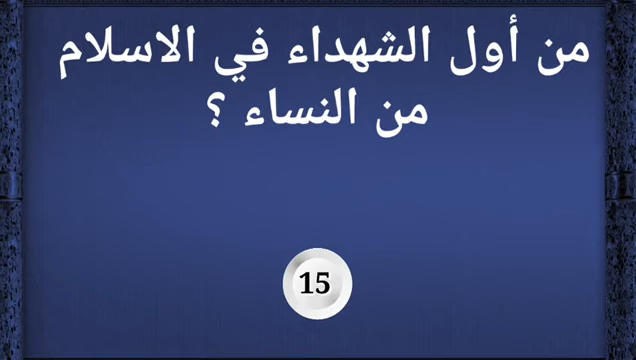 من أول الشهداء في الاسلام
من النساء ؟
15